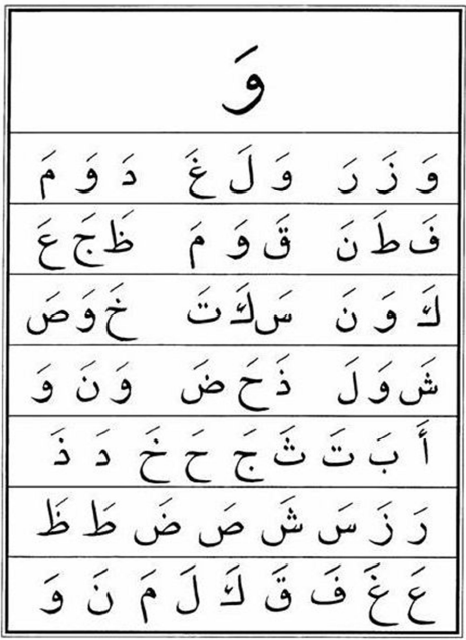 وَ
وَ زَ رَ وَ لَ غَ دَ وَ مَ
فَ طَ نَ قَ وَ مَ ظَ جَ عَ
كَ وَ نَ سَ كَ تَ خَ وَ صَ
شَ وَ لَ ذَ حَ ضَ وَ نَ وَ
أَ بَ تَ ثَ جَ حَ خَ دَ ذَ
رَ زَ سَ شَ صَ ضَ طَ ظَ
عَ غَ فَ قَ كَ لَ مَ نَ وَ